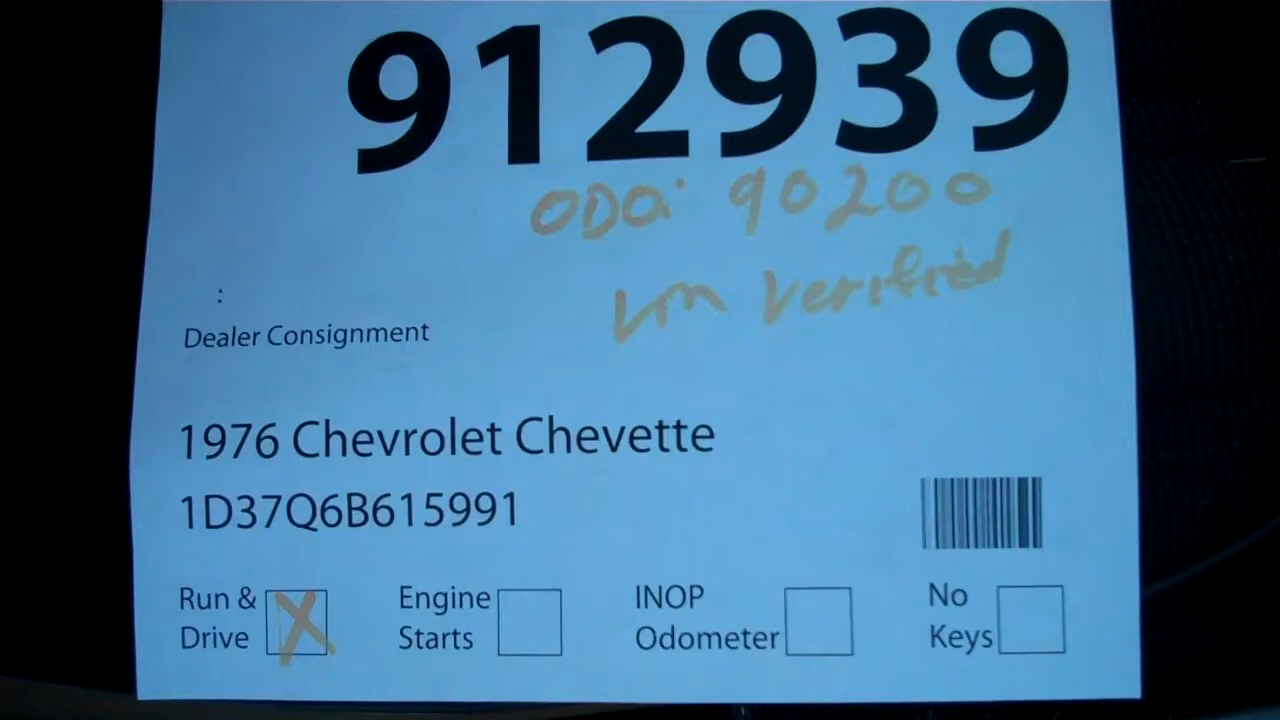 912939
ODO: 90200
Vin Verified
:
Dealer Consignment
1976 Chevrolet Chevette
1D37Q6B615991
Run & Drive X
Engine Starts
INOP Odometer
No Keys